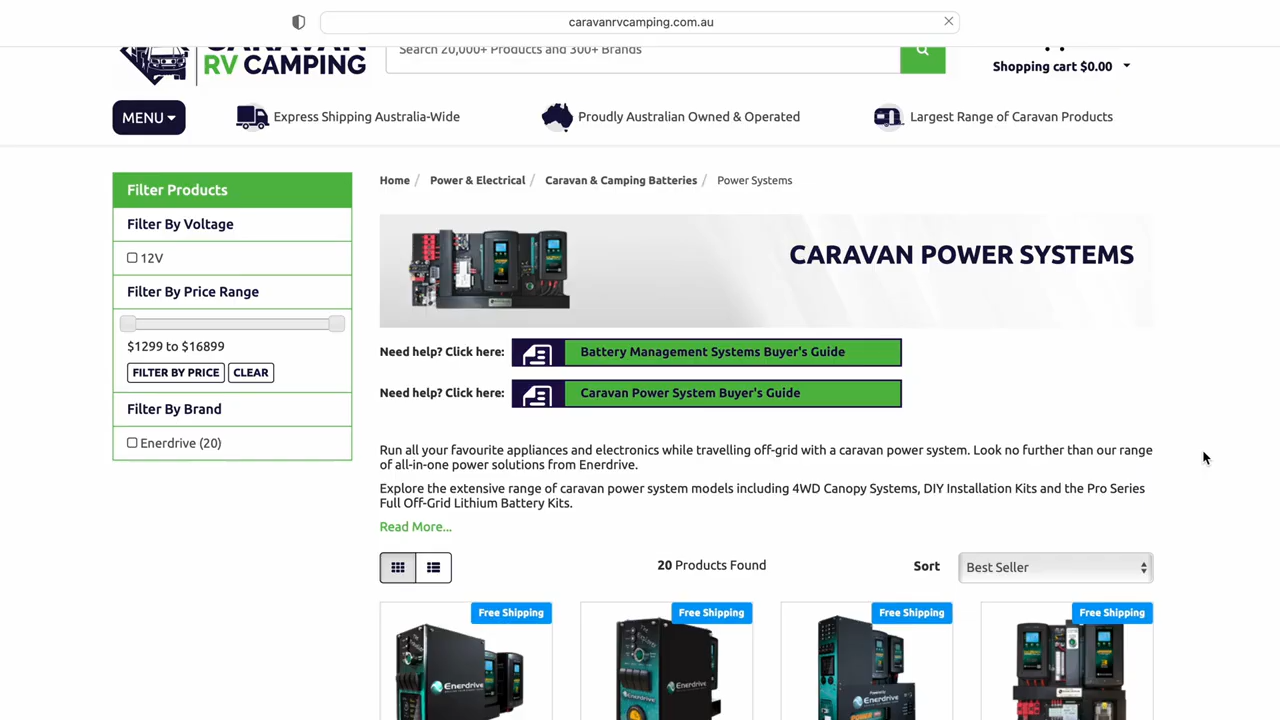 caravanrvcamping.com.au
CARAVAN
RV CAMPING
Search 20,000+ Products and 300+ Brands
Shopping cart $0.00
MENU
Express Shipping Australia-Wide
Proudly Australian Owned & Operated
Largest Range of Caravan Products
Filter Products
Filter By Voltage
12V
Filter By Price Range
$1299 to $16899
FILTER BY PRICE
CLEAR
Filter By Brand
Enerdrive (20)
Home / Power & Electrical / Caravan & Camping Batteries / Power Systems
CARAVAN POWER SYSTEMS
Need help? Click here: Battery Management Systems Buyer's Guide
Need help? Click here: Caravan Power System Buyer's Guide
Run all your favourite appliances and electronics while travelling off-grid with a caravan power system. Look no further than our range
of all-in-one power solutions from Enerdrive.
Explore the extensive range of caravan power system models including 4WD Canopy Systems, DIY Installation Kits and the Pro Series
Full Off-Grid Lithium Battery Kits.
Read More...
20 Products Found
Sort
Best Seller
Free Shipping
Free Shipping
Free Shipping
Free Shipping
Enerdrive
Enerdrive
Enerdrive